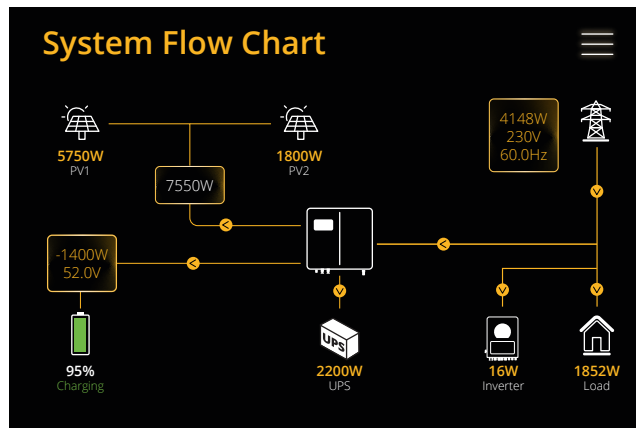 System Flow Chart
5750W
PV1
1800W
PV2
7550W
4148W
230V
60.0Hz
-1400W
52.0V
95%
Charging
UPS
2200W
UPS
16W
Inverter
1852W
Load